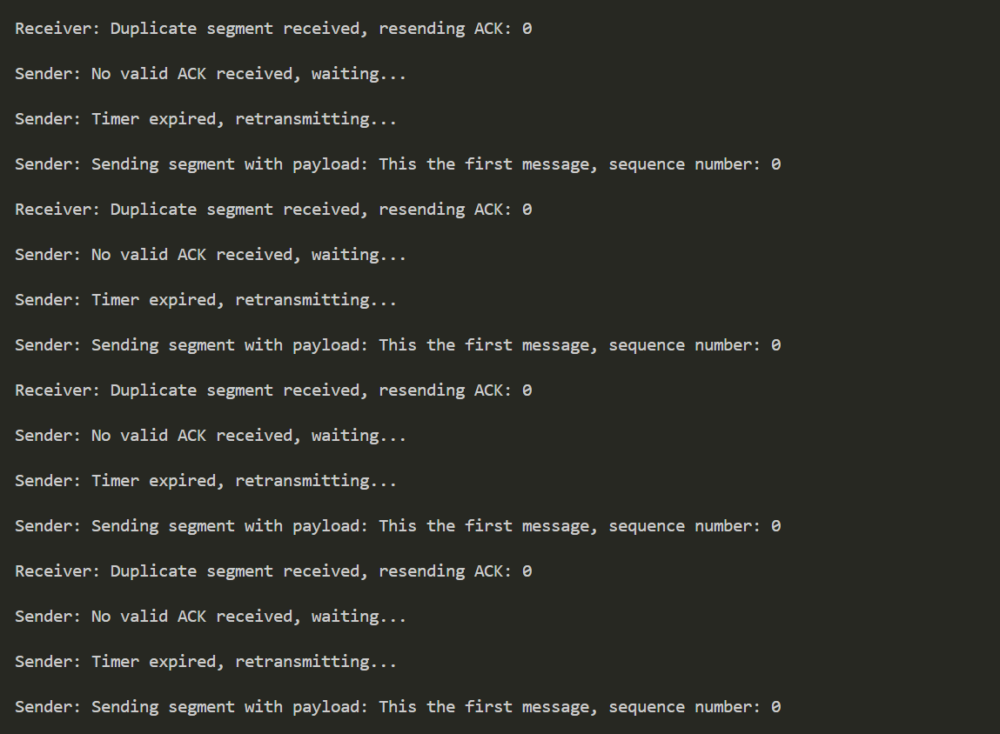 Receiver: Duplicate segment received, resending ACK: 0
Sender: No valid ACK received, waiting...
Sender: Timer expired, retransmitting...
Sender: Sending segment with payload: This the first message, sequence number: 0
Receiver: Duplicate segment received, resending ACK: 0
Sender: No valid ACK received, waiting...
Sender: Timer expired, retransmitting...
Sender: Sending segment with payload: This the first message, sequence number: 0
Receiver: Duplicate segment received, resending ACK: 0
Sender: No valid ACK received, waiting...
Sender: Timer expired, retransmitting...
Sender: Sending segment with payload: This the first message, sequence number: 0
Receiver: Duplicate segment received, resending ACK: 0
Sender: No valid ACK received, waiting...
Sender: Timer expired, retransmitting...
Sender: Sending segment with payload: This the first message, sequence number: 0